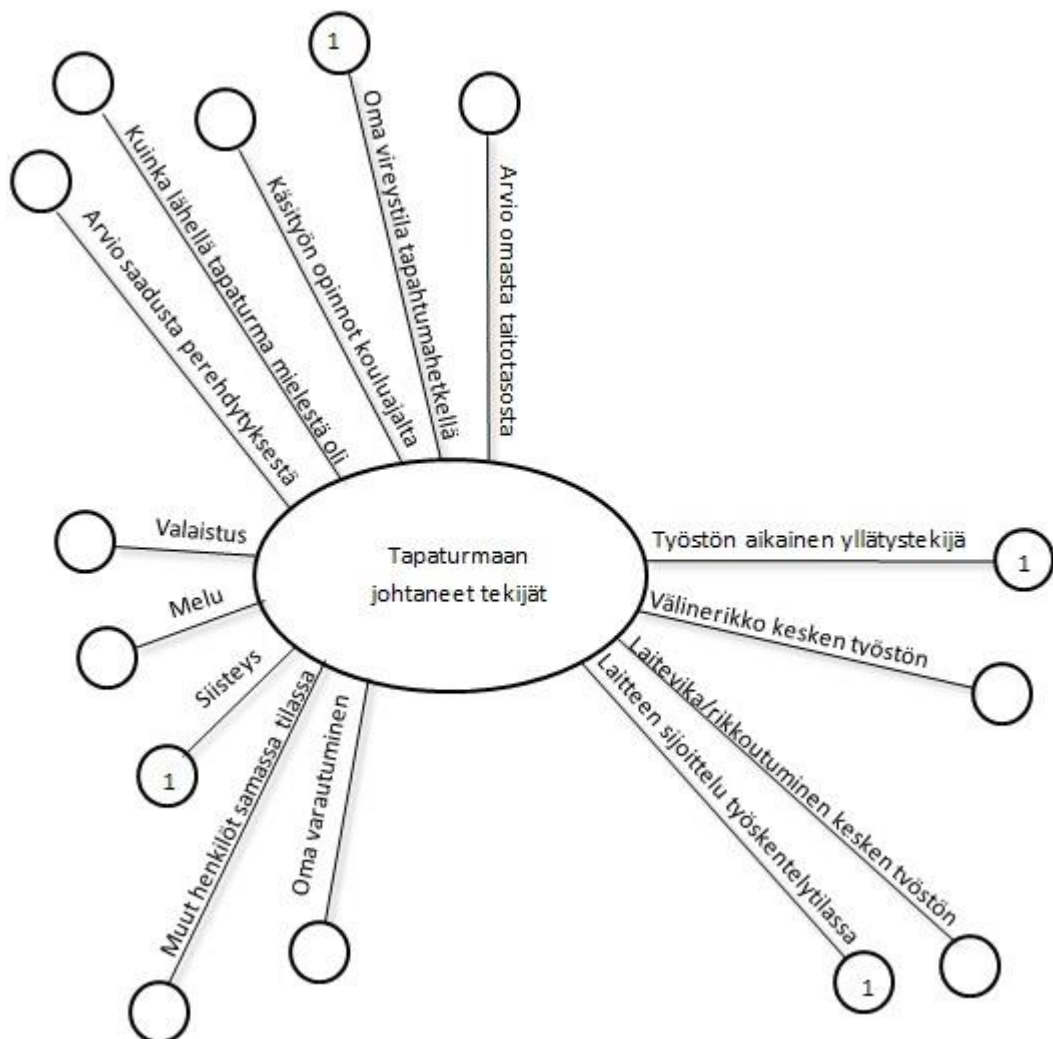 1
Oma vireystila tapahtumahetkellä
Arvio omasta taitotasosta
Käsityön opinnot kouluajalta
Kuinka lähellä tapaturma mielestä oli
Arvio saadusta perehdytyksestä
Valaistus
Melu
Siisteys
1
Muut henkilöt samassa tilassa
Oma varautuminen
Tapaturmaan
johtaneet tekijät
Työstön aikainen yllätystekijä
1
Välinerikko kesken työstön
Laitevika/rikkoutuminen kesken työstön
Laitteen sijoittelu työskentelytilassa
1